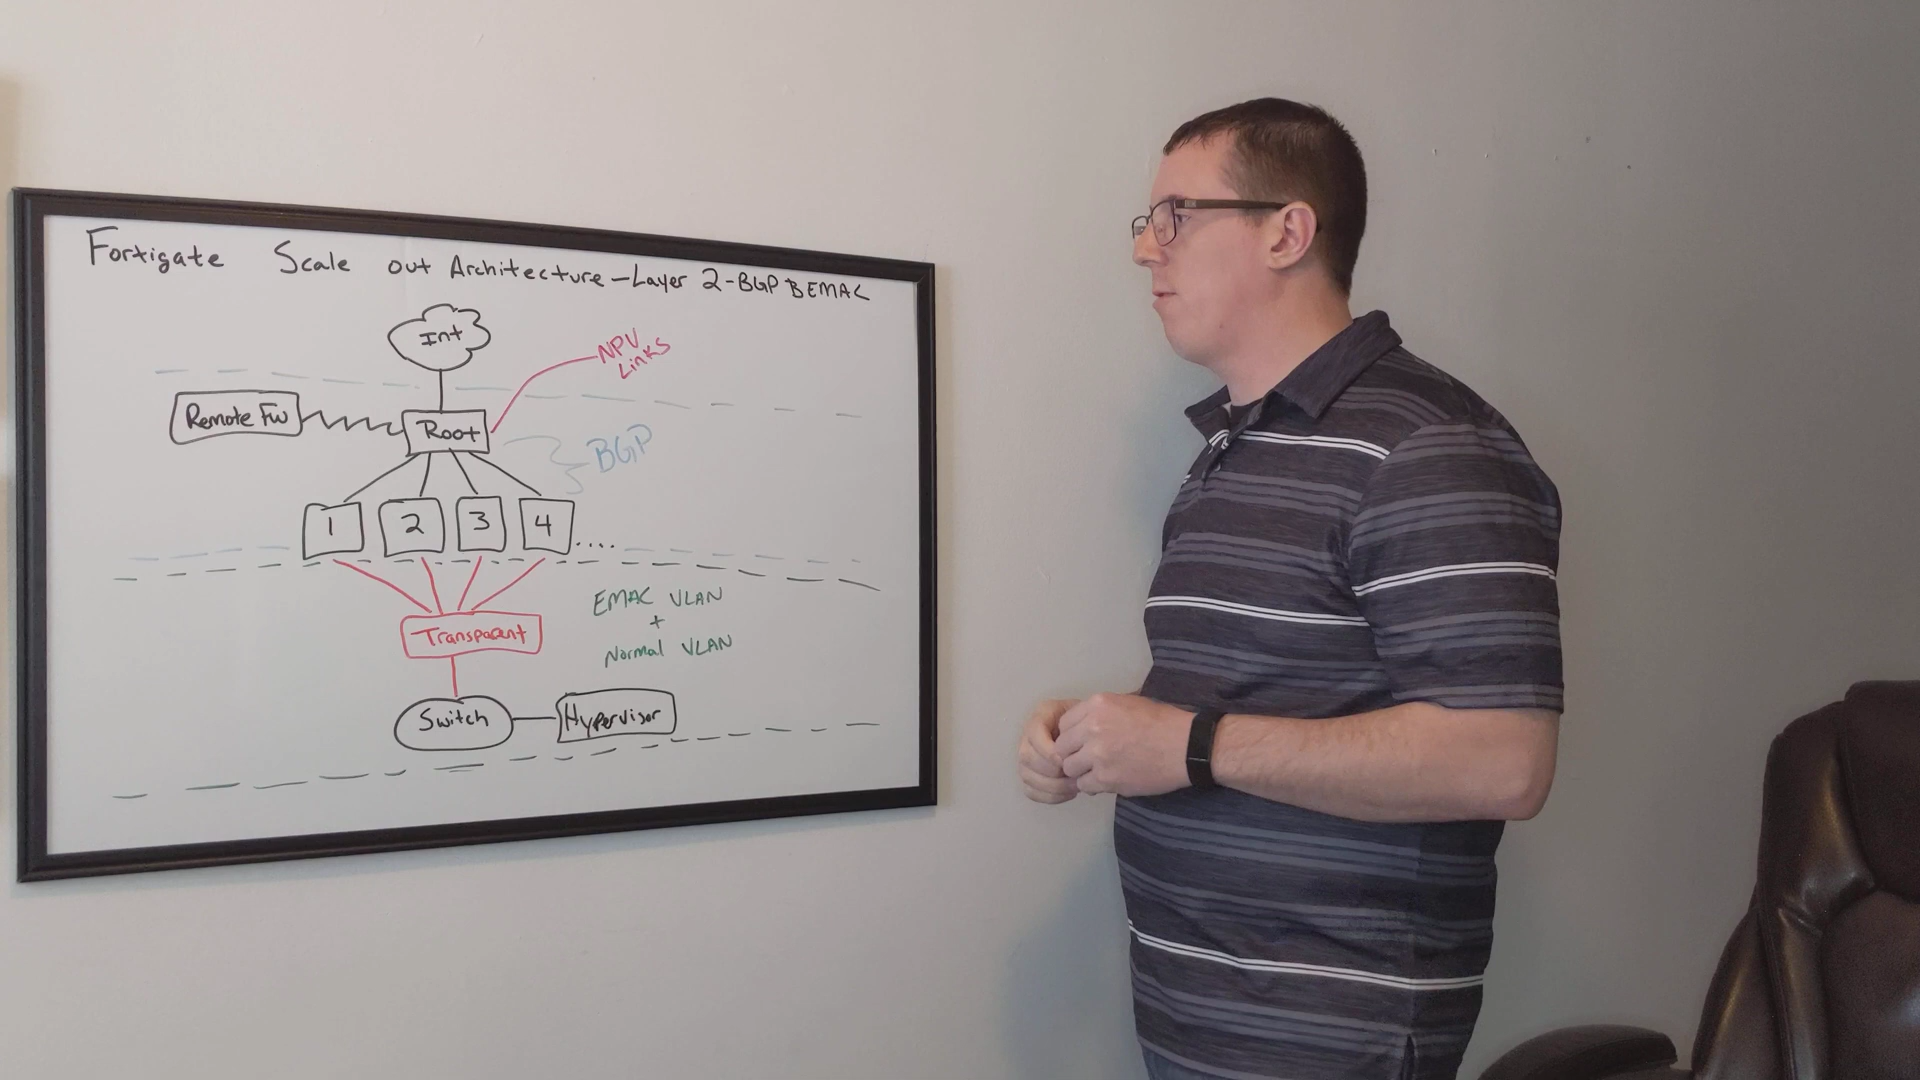 Fortigate Scale out Architecture - Layer 2 - BGP BEMAC
Int
NPV
Links
Remote FW
Root
BGP
1 2 3 4 ....
EMAC VLAN
+
Normal VLAN
Transparent
Switch
Hypervisor